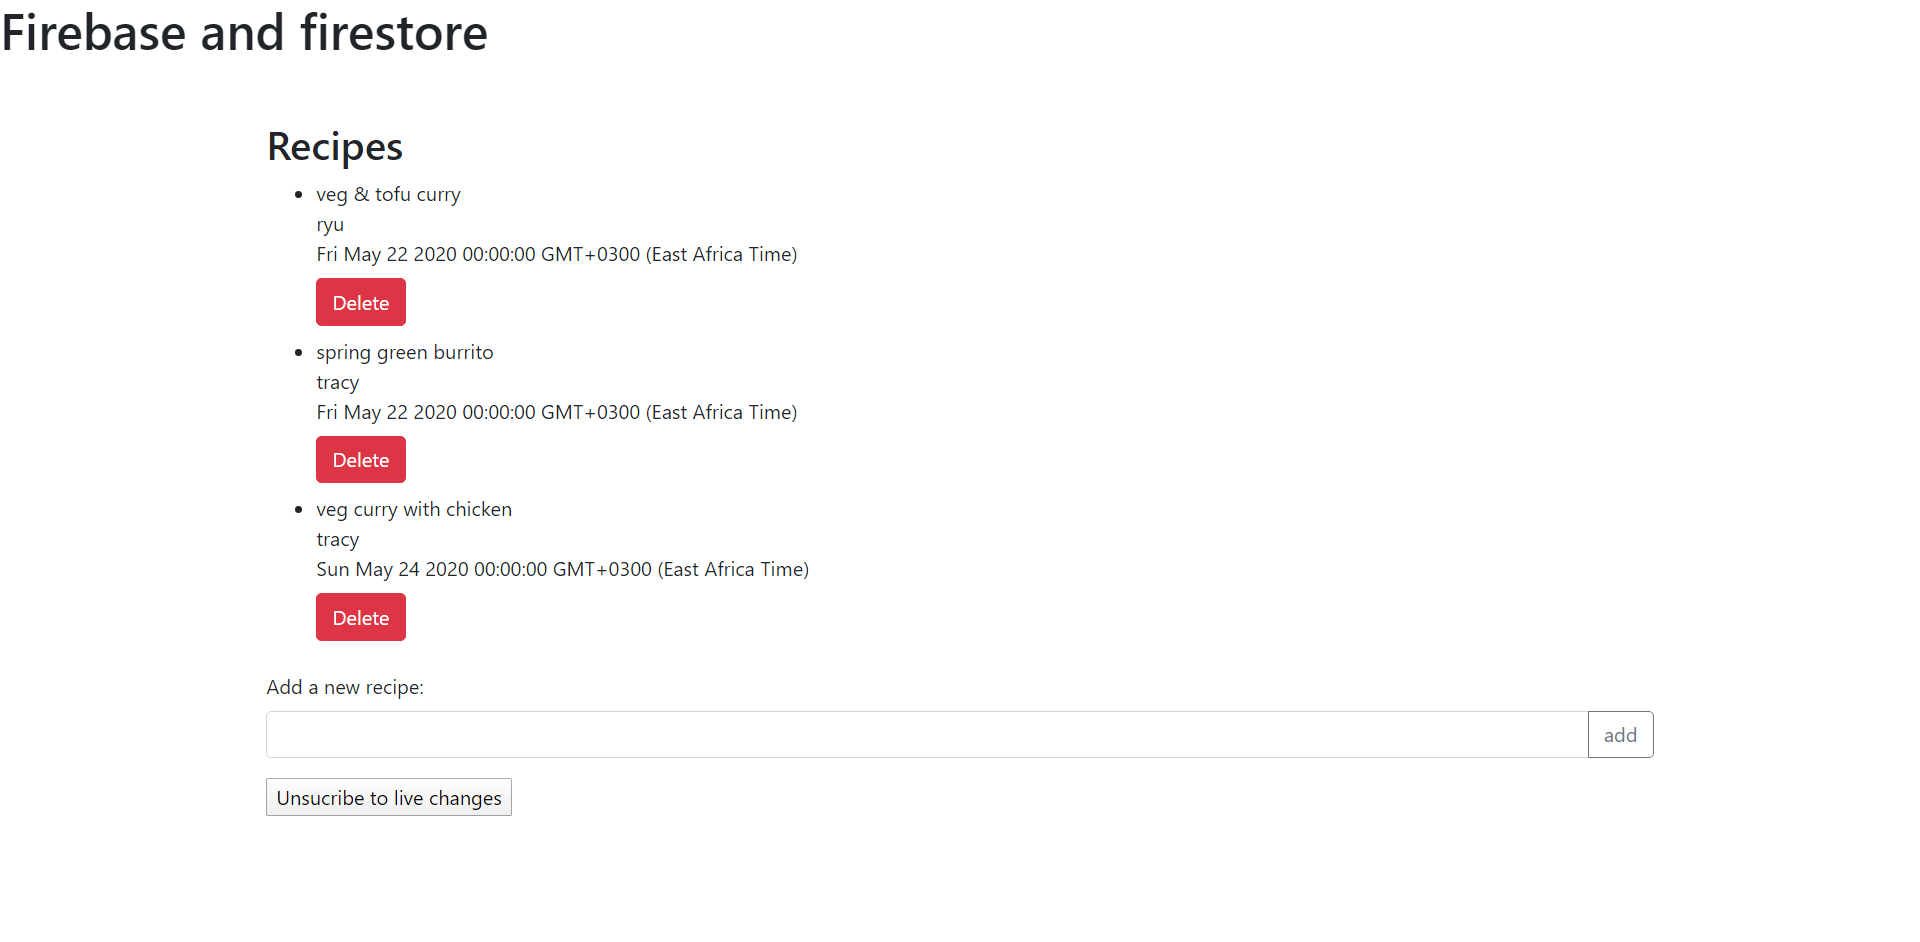 Firebase and firestore
Recipes
veg & tofu curry
ryu
Fri May 22 2020 00:00:00 GMT+0300 (East Africa Time)
Delete
spring green burrito
tracy
Fri May 22 2020 00:00:00 GMT+0300 (East Africa Time)
Delete
veg curry with chicken
tracy
Sun May 24 2020 00:00:00 GMT+0300 (East Africa Time)
Delete
Add a new recipe:
add
Unsucribe to live changes